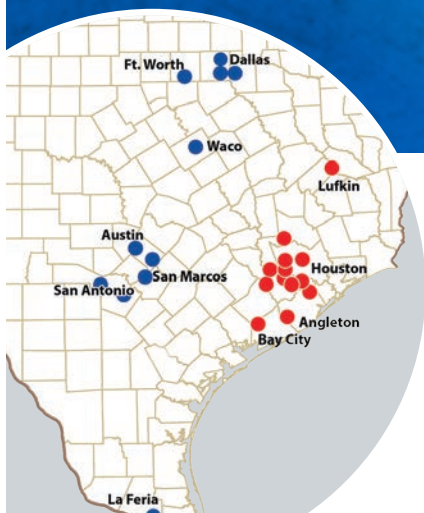 Ft. Worth
Dallas
Waco
Lufkin
Austin
Houston
San Marcos
San Antonio
Angleton
Bay City
La Feria